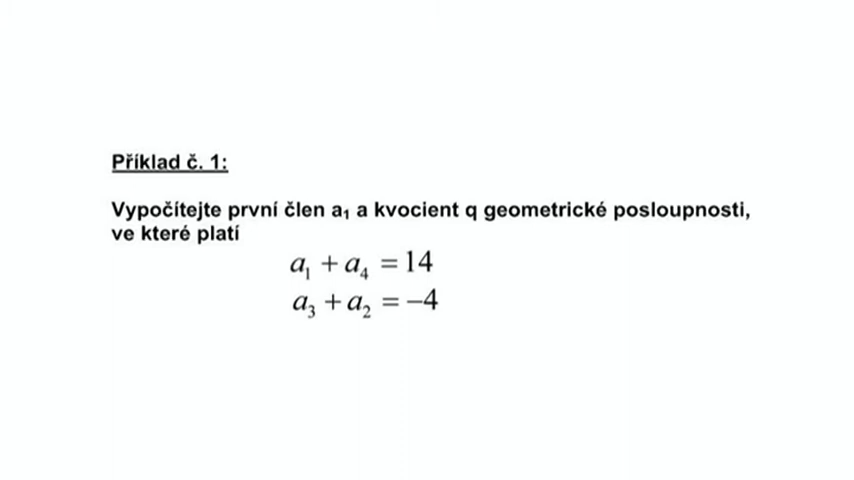 Příklad č. 1:
Vypočítejte první člen a₁ a kvocient q geometrické posloupnosti,
ve které platí
a₁ + a₄ = 14
a₃ + a₂ = −4